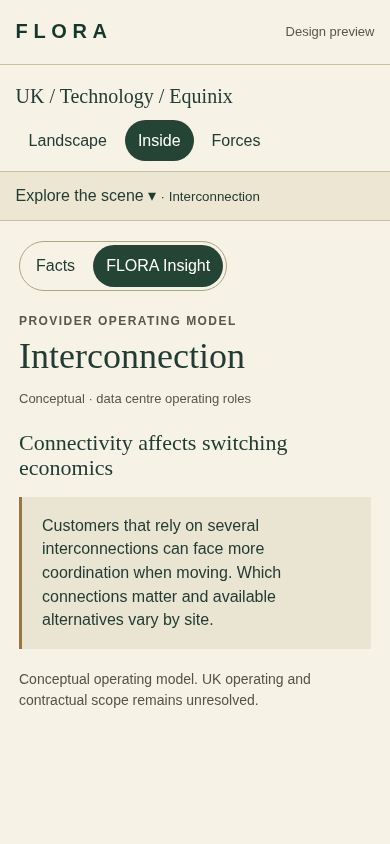 FLORA
Design preview
UK / Technology / Equinix
Landscape
Inside
Forces
Explore the scene ▾ · Interconnection
Facts
FLORA Insight
PROVIDER OPERATING MODEL
Interconnection
Conceptual · data centre operating roles
Connectivity affects switching
economics
Customers that rely on several
interconnections can face more
coordination when moving. Which
connections matter and available
alternatives vary by site.
Conceptual operating model. UK operating and
contractual scope remains unresolved.